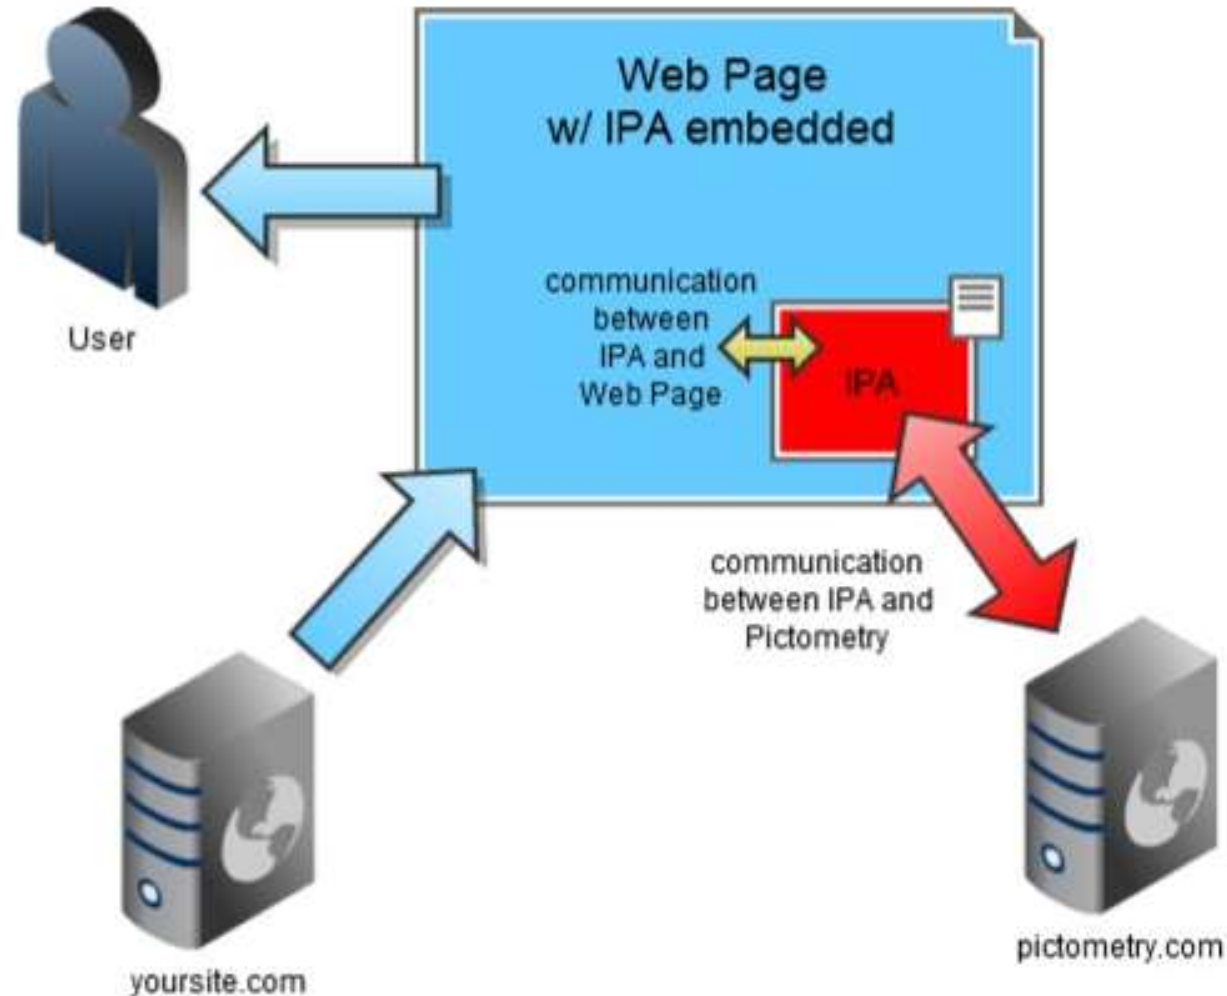 Web Page
w/ IPA embedded
communication
between
IPA and
Web Page
IPA
User
communication
between IPA and
Pictometry
pictometry.com
yoursite.com